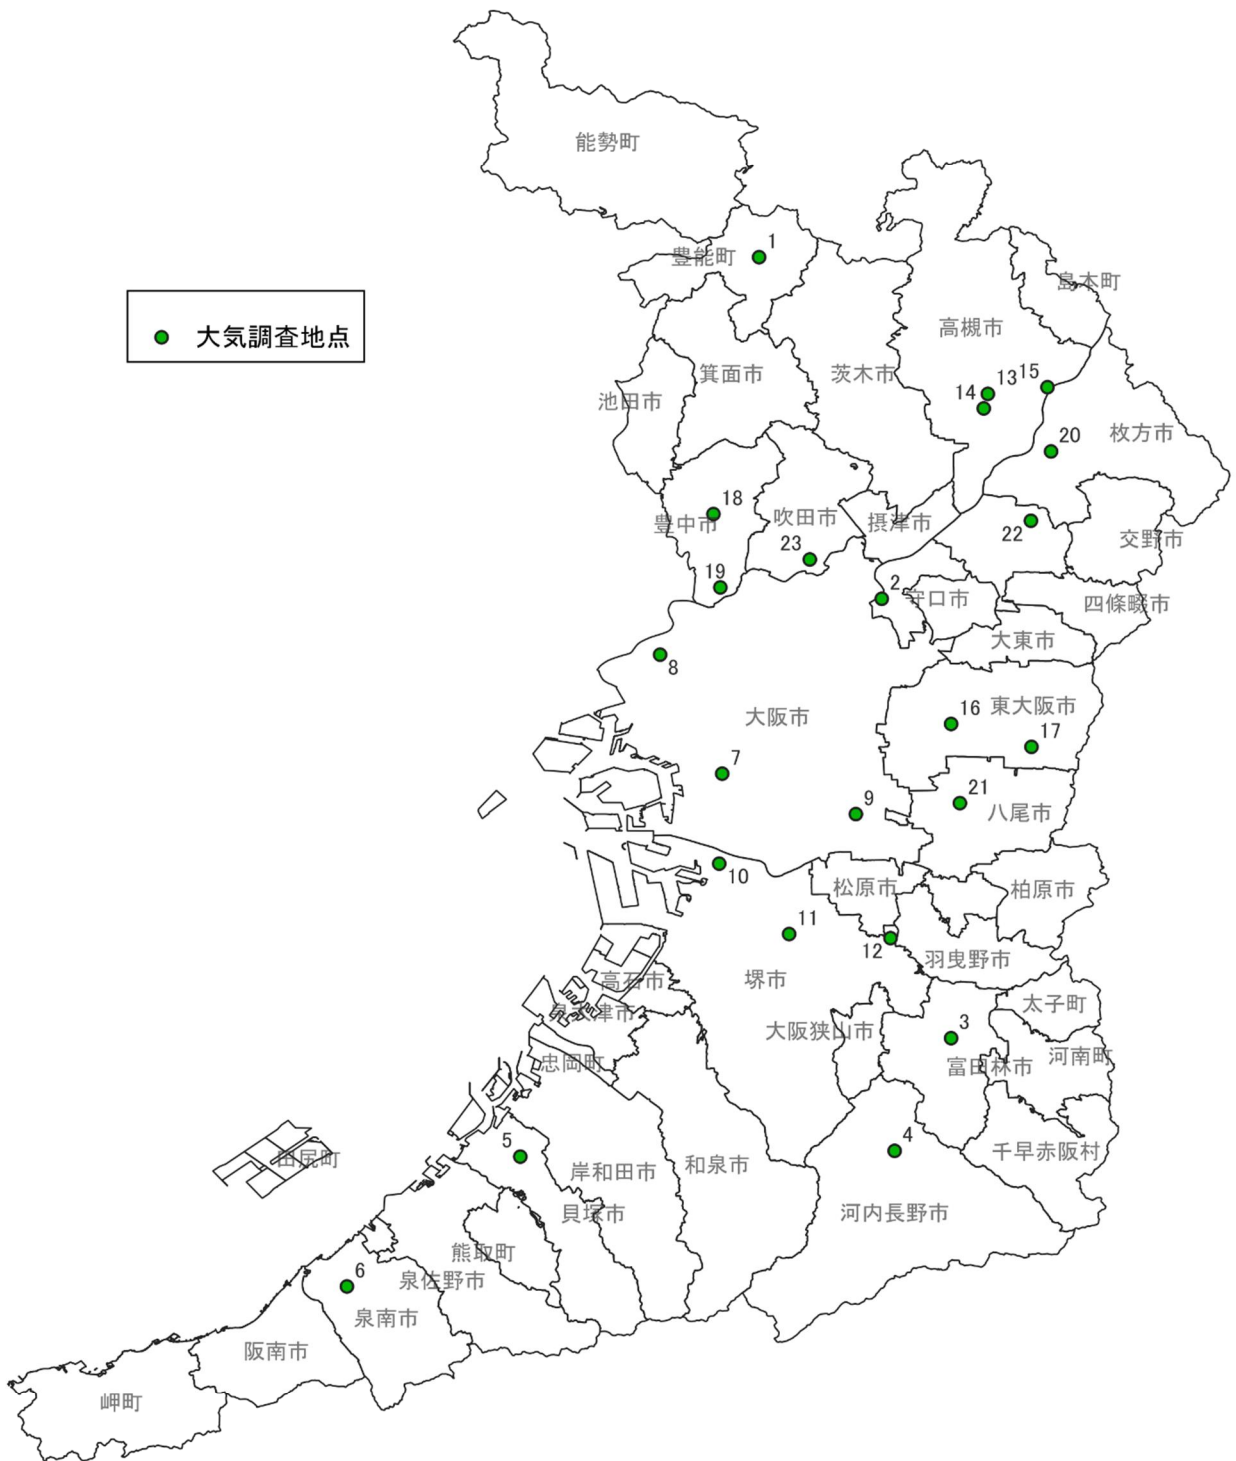 能勢町
豊能町
1
島本町
大気調査地点
高槻市
箕面市
茨木市
池田市
13
15
14
枚方市
20
18
豊中市
吹田市
摂津市
22
交野市
23
19
2
守口市
四條畷市
大東市
8
大阪市
16
東大阪市
17
7
9
21
八尾市
10
松原市
柏原市
11
12
羽曳野市
高石市
堺市
泉大津市
大阪狭山市
3
太子町
忠岡町
富田林市
河南町
5
4
田尻町
岸和田市
和泉市
千早赤阪村
貝塚市
河内長野市
熊取町
6
泉佐野市
泉南市
阪南市
岬町